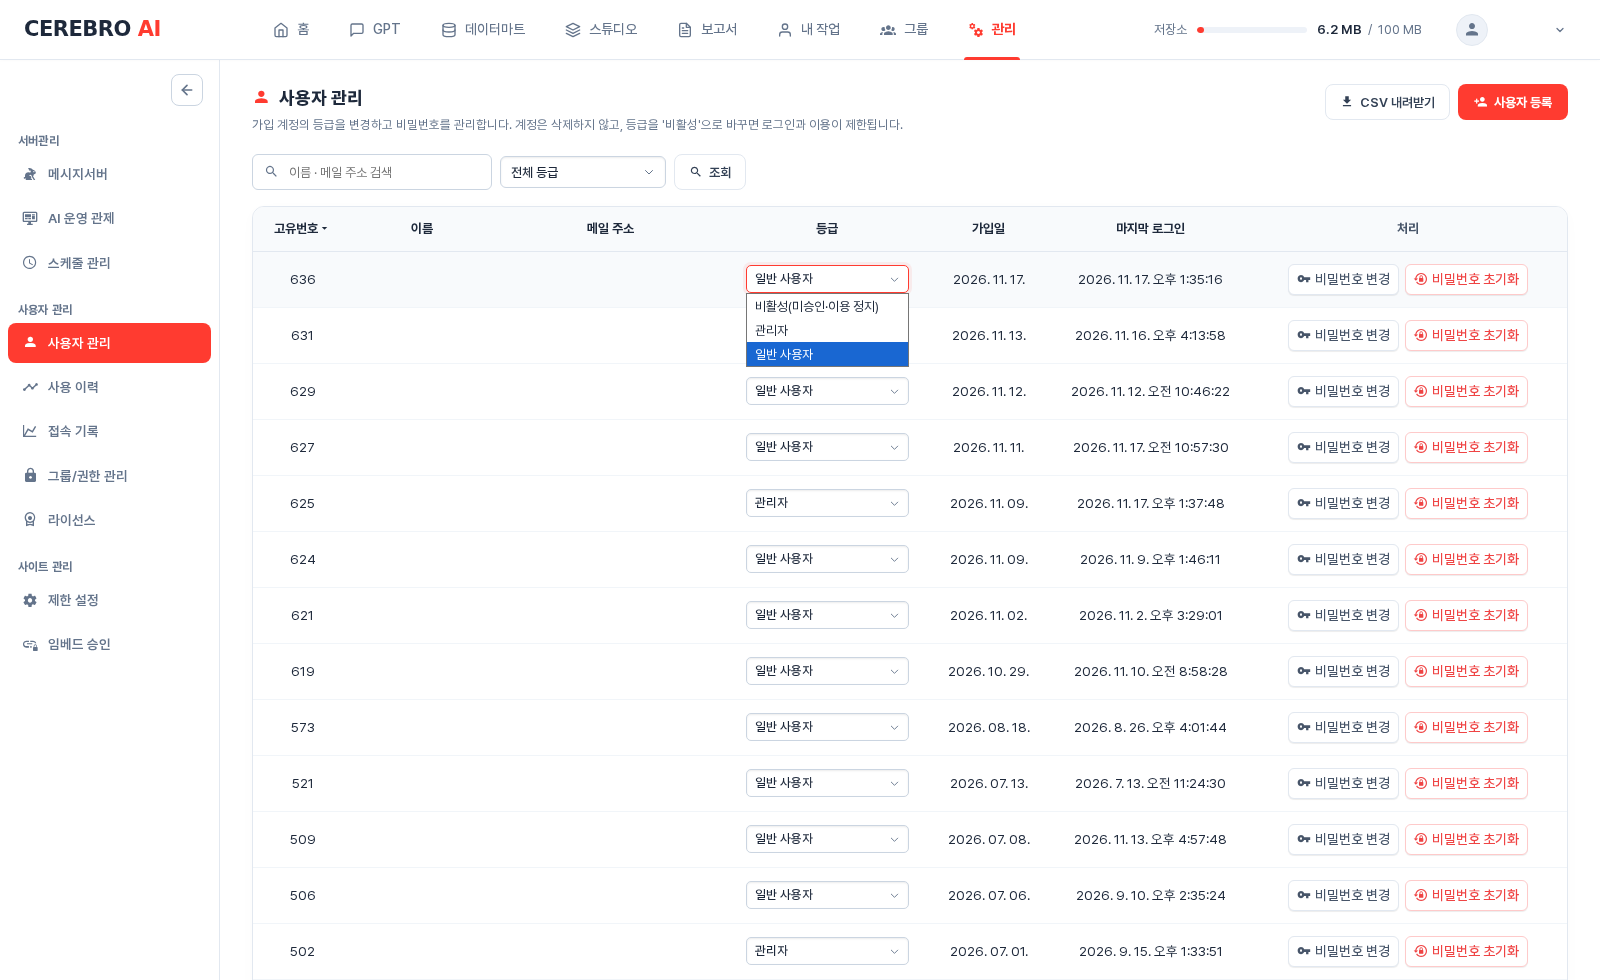 CEREBRO AI
홈
GPT
데이터마트
스튜디오
보고서
내 작업
그룹
관리
저장소
6.2 MB / 100 MB
서버관리
메시지서버
AI 운영 관제
스케줄 관리
사용자 관리
사용자 관리
사용 이력
접속 기록
그룹/권한 관리
라이선스
사이트 관리
제한 설정
임베드 승인
사용자 관리
가입 계정의 등급을 변경하고 비밀번호를 관리합니다. 계정은 삭제하지 않고, 등급을 '비활성'으로 바꾸면 로그인과 이용이 제한됩니다.
CSV 내려받기
사용자 등록
이름 · 메일 주소 검색
전체 등급
조회
고유번호 이름 메일 주소 등급 가입일 마지막 로그인 처리
636 일반 사용자 2026. 11. 17. 2026. 11. 17. 오후 1:35:16 비밀번호 변경 비밀번호 초기화
비활성(미승인·이용 정지)
관리자
일반 사용자
631 2026. 11. 13. 2026. 11. 16. 오후 4:13:58 비밀번호 변경 비밀번호 초기화
629 일반 사용자 2026. 11. 12. 2026. 11. 12. 오전 10:46:22 비밀번호 변경 비밀번호 초기화
627 일반 사용자 2026. 11. 11. 2026. 11. 17. 오전 10:57:30 비밀번호 변경 비밀번호 초기화
625 관리자 2026. 11. 09. 2026. 11. 17. 오후 1:37:48 비밀번호 변경 비밀번호 초기화
624 일반 사용자 2026. 11. 09. 2026. 11. 9. 오후 1:46:11 비밀번호 변경 비밀번호 초기화
621 일반 사용자 2026. 11. 02. 2026. 11. 2. 오후 3:29:01 비밀번호 변경 비밀번호 초기화
619 일반 사용자 2026. 10. 29. 2026. 11. 10. 오전 8:58:28 비밀번호 변경 비밀번호 초기화
573 일반 사용자 2026. 08. 18. 2026. 8. 26. 오후 4:01:44 비밀번호 변경 비밀번호 초기화
521 일반 사용자 2026. 07. 13. 2026. 7. 13. 오전 11:24:30 비밀번호 변경 비밀번호 초기화
509 일반 사용자 2026. 07. 08. 2026. 11. 13. 오후 4:57:48 비밀번호 변경 비밀번호 초기화
506 일반 사용자 2026. 07. 06. 2026. 9. 10. 오후 2:35:24 비밀번호 변경 비밀번호 초기화
502 관리자 2026. 07. 01. 2026. 9. 15. 오후 1:33:51 비밀번호 변경 비밀번호 초기화